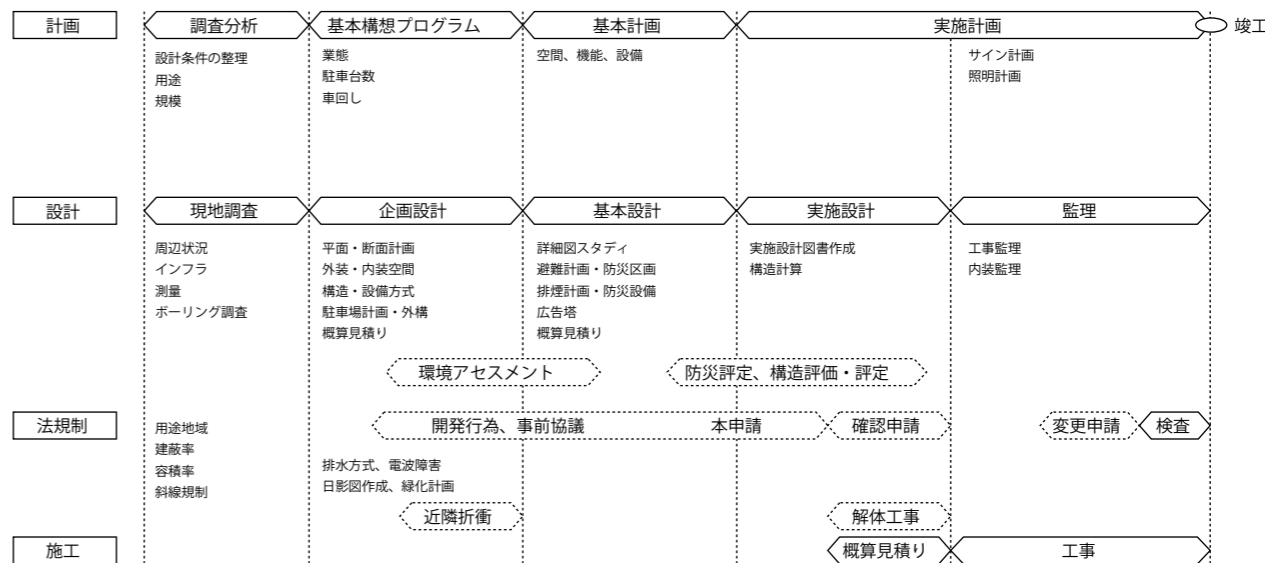 計画
調査分析
基本構想プログラム
基本計画
実施計画
竣工
設計条件の整理
用途
規模
業態
駐車台数
車回し
空間、機能、設備
サイン計画
照明計画
設計
現地調査
企画設計
基本設計
実施設計
監理
周辺状況
インフラ
測量
ボーリング調査
平面・断面計画
外装・内装空間
構造・設備方式
駐車場計画・外構
概算見積り
詳細図スタディ
避難計画・防災区画
排煙計画・防災設備
広告塔
概算見積り
実施設計図書作成
構造計算
工事監理
内装監理
環境アセスメント
防災評定、構造評価・評定
法規制
用途地域
建蔽率
容積率
斜線規制
開発行為、事前協議
本申請
確認申請
変更申請
検査
排水方式、電波障害
日影図作成、緑化計画
近隣折衝
解体工事
施工
概算見積り
工事